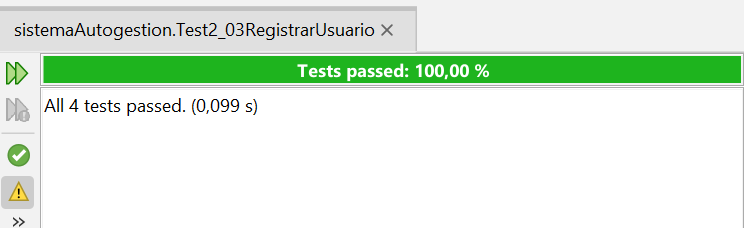 sistemaAutogestion.Test2_03RegistrarUsuario
Tests passed: 100,00 %
All 4 tests passed. (0,099 s)